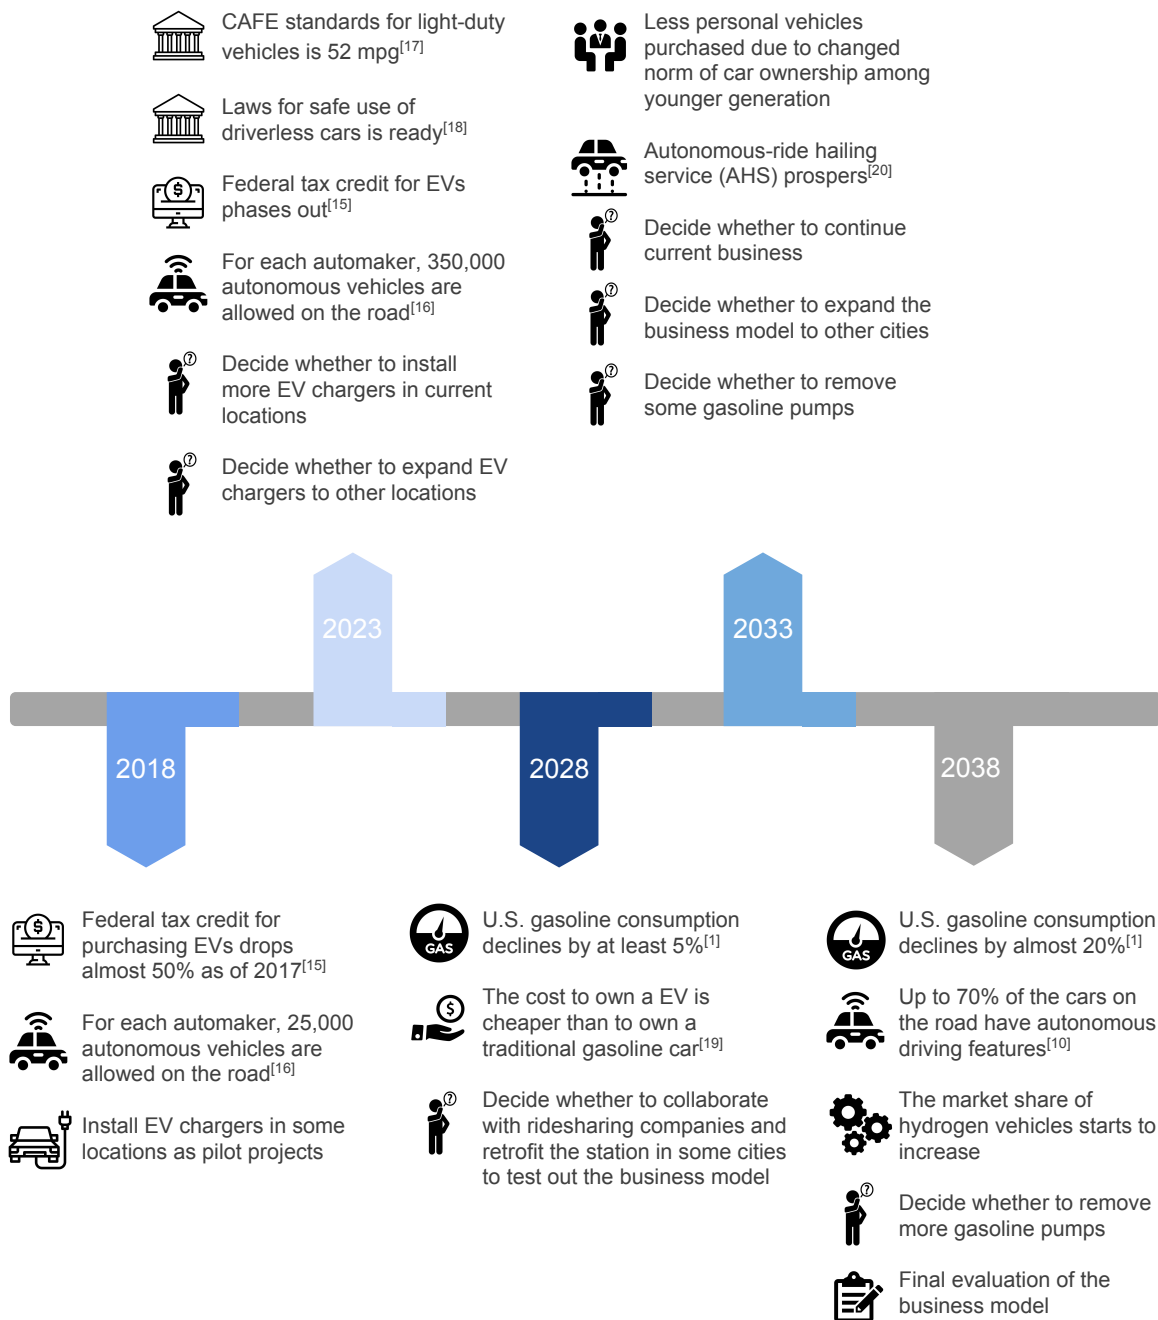 CAFE standards for light-duty
vehicles is 52 mpg[17]
Laws for safe use of
driverless cars is ready[18]
Federal tax credit for EVs
phases out[15]
For each automaker, 350,000
autonomous vehicles are
allowed on the road[16]
Decide whether to install
more EV chargers in current
locations
Decide whether to expand EV
chargers to other locations
Less personal vehicles
purchased due to changed
norm of car ownership among
younger generation
Autonomous-ride hailing
service (AHS) prospers[20]
Decide whether to continue
current business
Decide whether to expand the
business model to other cities
Decide whether to remove
some gasoline pumps
2023
2033
2018
2028
2038
Federal tax credit for
purchasing EVs drops
almost 50% as of 2017[15]
For each automaker, 25,000
autonomous vehicles are
allowed on the road[16]
Install EV chargers in some
locations as pilot projects
GAS
U.S. gasoline consumption
declines by at least 5%[1]
The cost to own a EV is
cheaper than to own a
traditional gasoline car[19]
Decide whether to collaborate
with ridesharing companies and
retrofit the station in some cities
to test out the business model
GAS
U.S. gasoline consumption
declines by almost 20%[1]
Up to 70% of the cars on
the road have autonomous
driving features[10]
The market share of
hydrogen vehicles starts to
increase
Decide whether to remove
more gasoline pumps
Final evaluation of the
business model